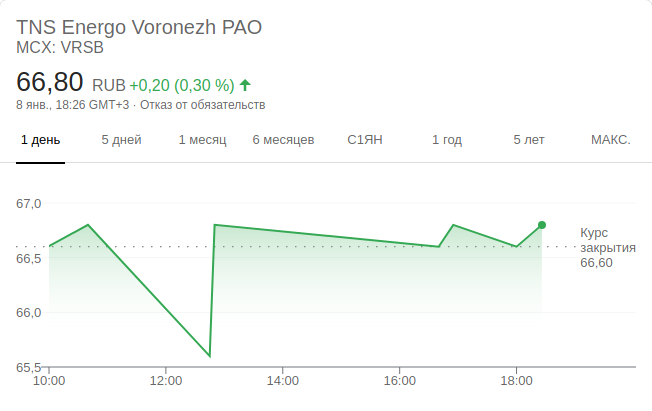 TNS Energo Voronezh PAO
MCX: VRSB
66,80 RUB +0,20 (0,30 %)
8 янв., 18:26 GMT+3 · Отказ от обязательств
1 день 5 дней 1 месяц 6 месяцев С1ЯН 1 год 5 лет МАКС.
67,0
Курс
закрытия
66,60
66,5
66,0
65,5
10:00 12:00 14:00 16:00 18:00